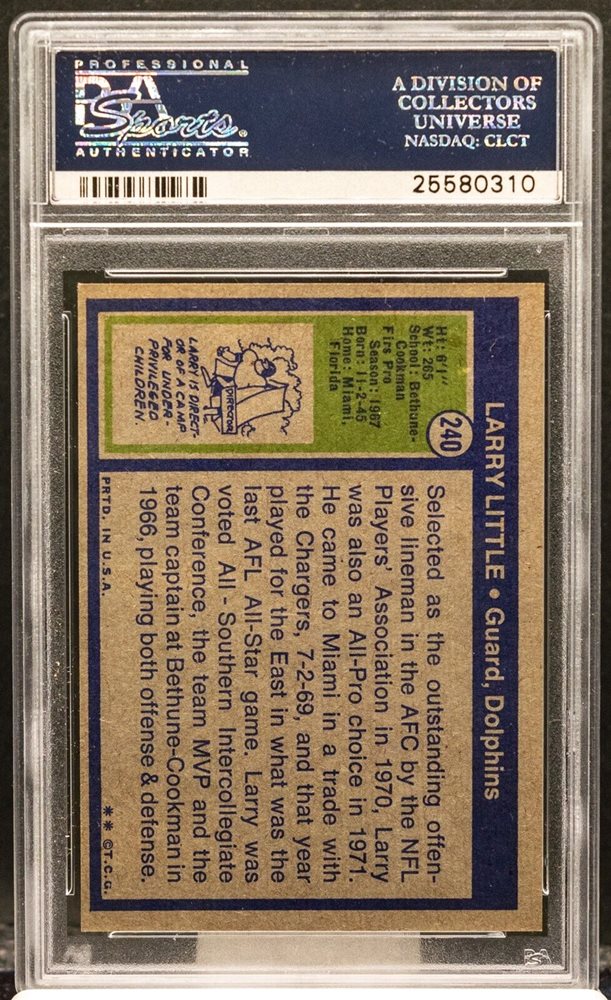 PROFESSIONAL
PSA
Sports
AUTHENTICATOR
A DIVISION OF
COLLECTORS
UNIVERSE
NASDAQ: CLCT
25580310
LARRY LITTLE • Guard, Dolphins
240
Ht: 6'1"
Wt: 265
School: Bethune-
Cookman
Firs Pro
Season: 1967
Born: 11-2-45
Home: Miami,
Florida
DIRECTOR
LARRY IS DIRECT-
OR OF A CAMP
FOR UNDER-
PRIVILEGED
CHILDREN.
Selected as the outstanding offen-
sive lineman in the AFC by the NFL
Players' Association in 1970, Larry
was also an All-Pro choice in 1971.
He came to Miami in a trade with
the Chargers, 7-2-69, and that year
played for the East in what was the
last AFL All-Star game. Larry was
voted All - Southern Intercollegiate
Conference, the team MVP and the
team captain at Bethune-Cookman in
1966, playing both offense & defense.
PRTD. IN U.S.A.
** ©T.C.G.